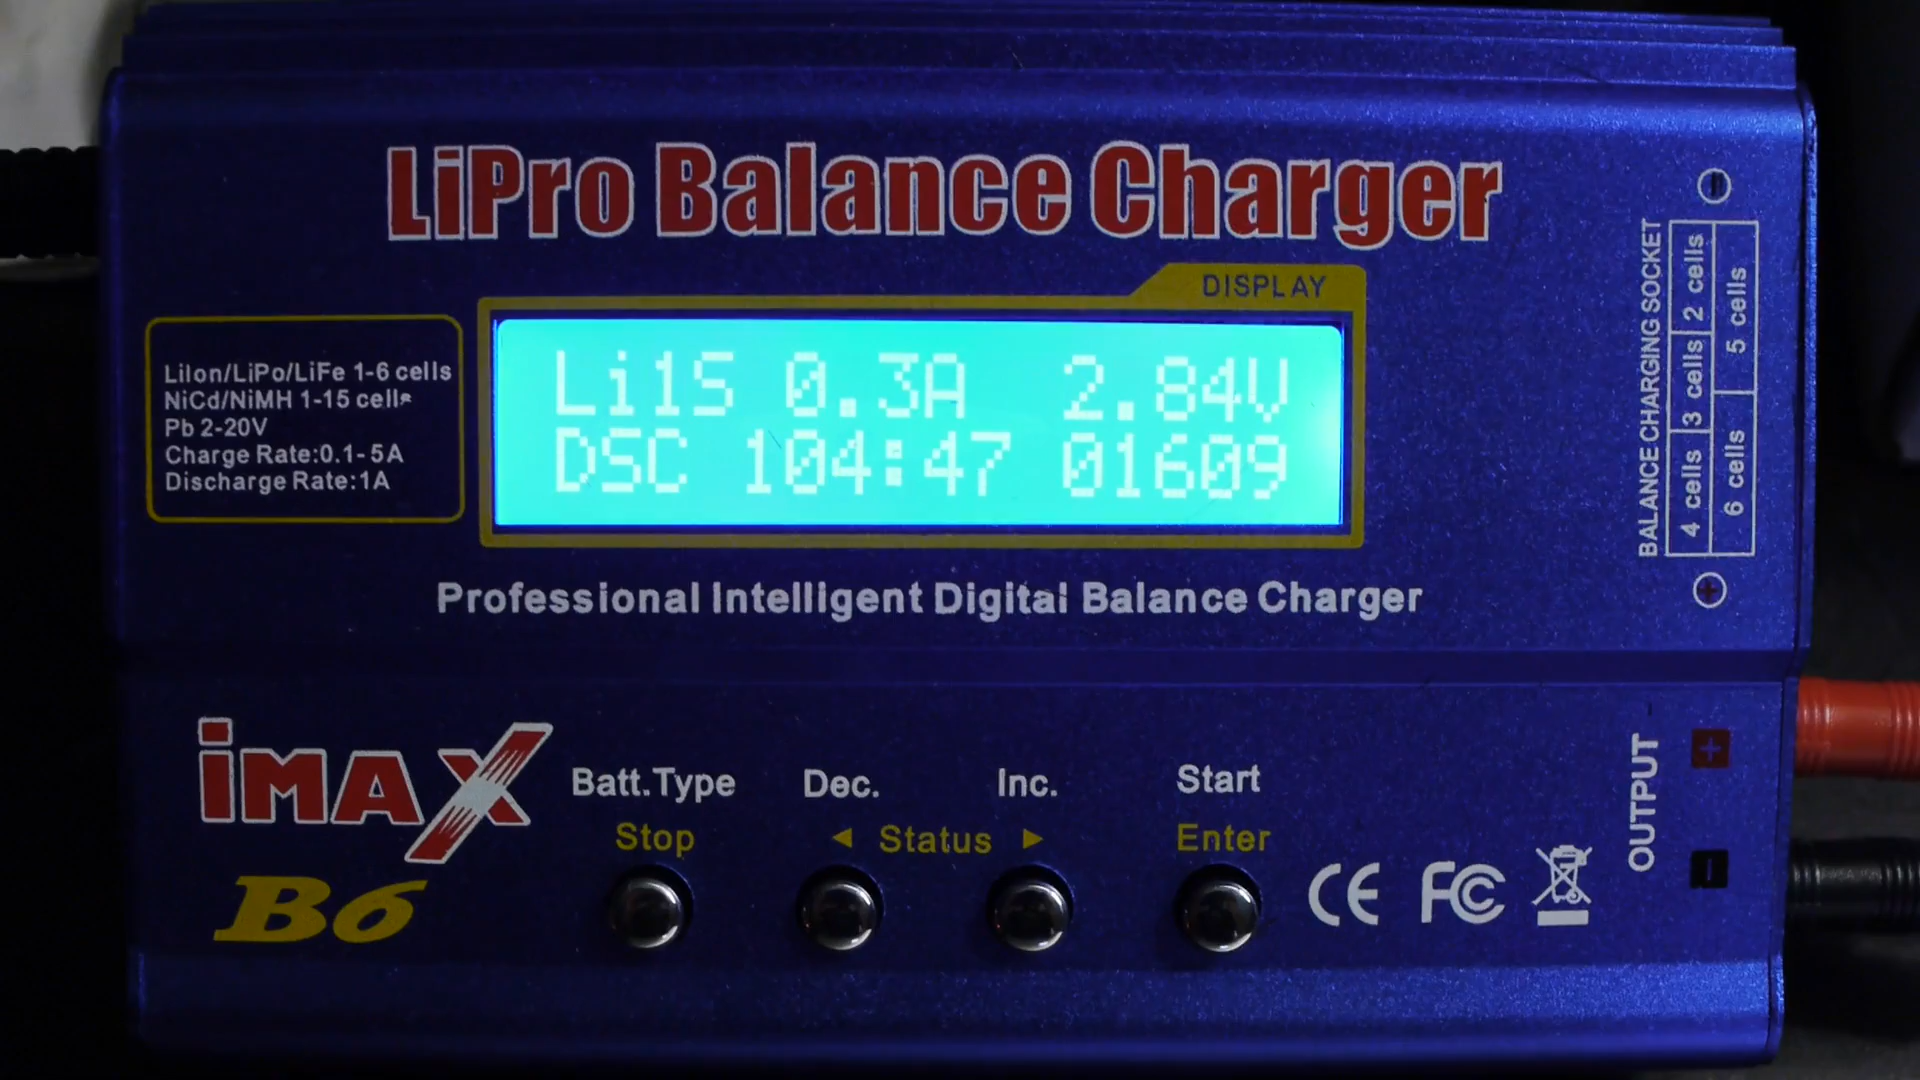 LiPro Balance Charger
DISPLAY
Li1S 0.3A 2.84V
DSC 104:47 01609
LiIon/LiPo/LiFe 1-6 cells
NiCd/NiMH 1-15 cells
Pb 2-20V
Charge Rate:0.1-5A
Discharge Rate:1A
Professional Intelligent Digital Balance Charger
BALANCE CHARGING SOCKET
2 cells
3 cells
4 cells
5 cells
6 cells
iMAX
B6
Batt.Type
Stop
Dec.
Inc.
◄ Status ►
Start
Enter
CE FC
OUTPUT
+
-